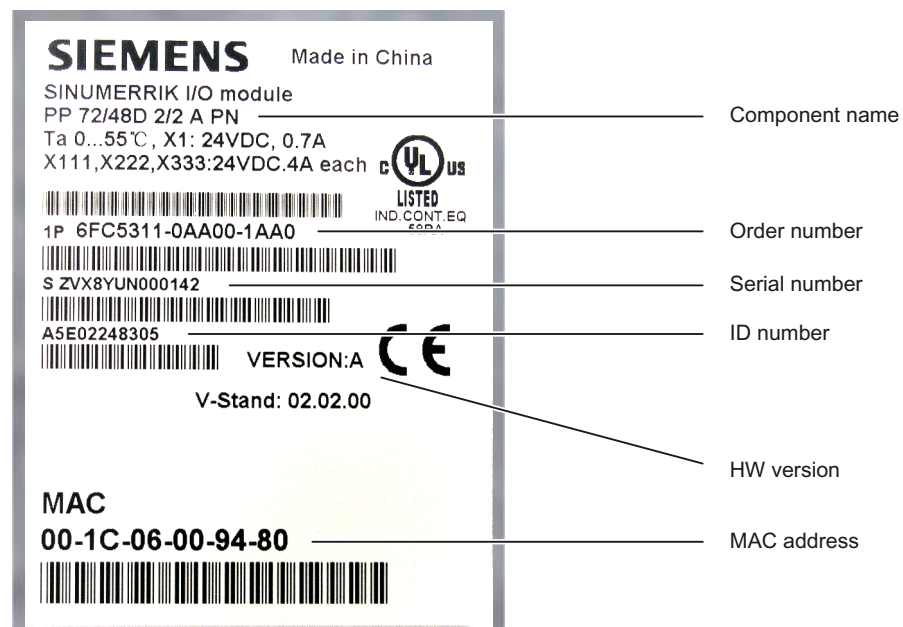 SIEMENS Made in China
SINUMERRIK I/O module
PP 72/48D 2/2 A PN
Component name
Ta 0...55℃, X1: 24VDC, 0.7A
X111,X222,X333:24VDC.4A each
C UL US
LISTED
IND.CONT.EQ
1P 6FC5311-0AA00-1AA0
Order number
S ZVX8YUN000142
Serial number
A5E02248305
ID number
VERSION:A CE
V-Stand: 02.02.00
HW version
MAC
00-1C-06-00-94-80
MAC address